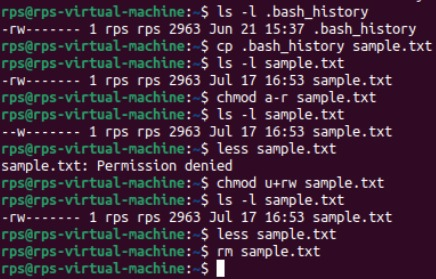 rps@rps-virtual-machine:~$ ls -l .bash_history
-rw------- 1 rps rps 2963 Jun 21 15:37 .bash_history
rps@rps-virtual-machine:~$ cp .bash_history sample.txt
rps@rps-virtual-machine:~$ ls -l sample.txt
-rw------- 1 rps rps 2963 Jul 17 16:53 sample.txt
rps@rps-virtual-machine:~$ chmod a-r sample.txt
rps@rps-virtual-machine:~$ ls -l sample.txt
--w------- 1 rps rps 2963 Jul 17 16:53 sample.txt
rps@rps-virtual-machine:~$ less sample.txt
sample.txt: Permission denied
rps@rps-virtual-machine:~$ chmod u+rw sample.txt
rps@rps-virtual-machine:~$ ls -l sample.txt
-rw------- 1 rps rps 2963 Jul 17 16:53 sample.txt
rps@rps-virtual-machine:~$ less sample.txt
rps@rps-virtual-machine:~$ rm sample.txt
rps@rps-virtual-machine:~$